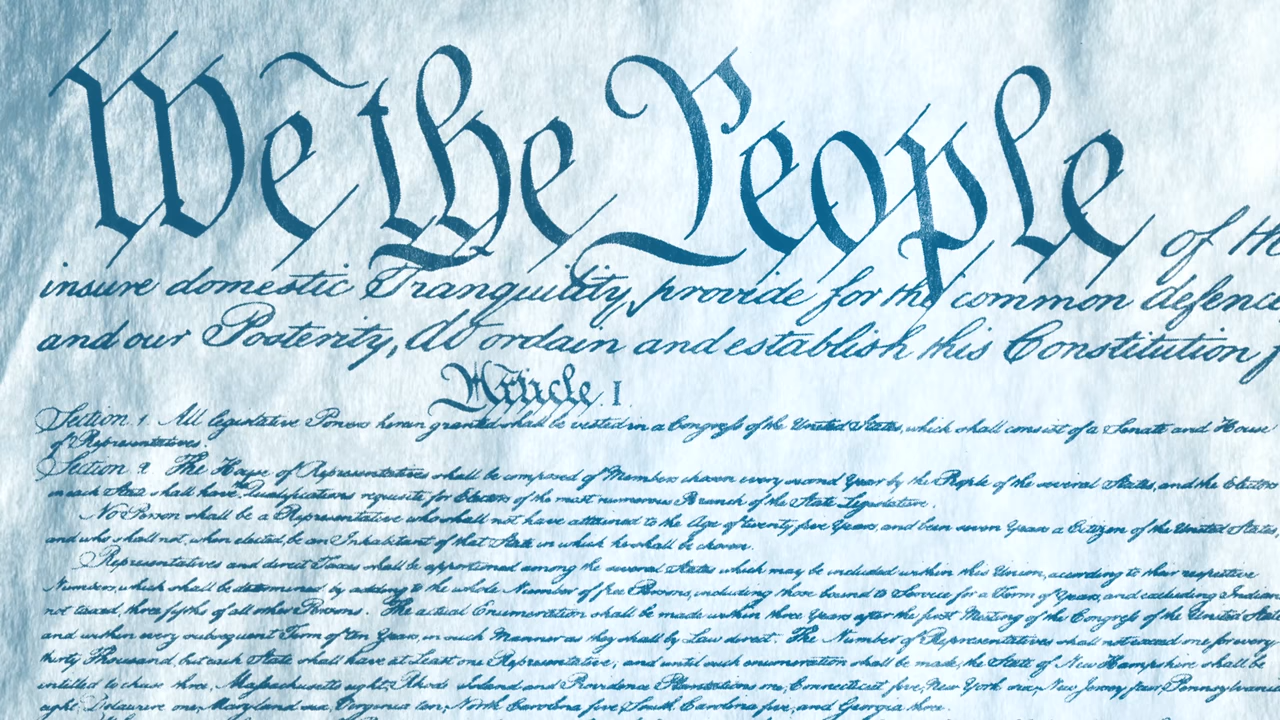 We the People of the
insure domestic Tranquility, provide for the common defence
and our Posterity, do ordain and establish this Constitution f
Article. I.
Section. 1. All legislative Powers herein granted shall be vested in a Congress of the United States, which shall consist of a Senate and House
of Representatives.
Section. 2. The House of Representatives shall be composed of Members chosen every second Year by the People of the several States, and the Electors
in each State shall have the Qualifications requisite for Electors of the most numerous Branch of the State Legislature.
No Person shall be a Representative who shall not have attained to the Age of twenty five Years, and been seven Years a Citizen of the United States,
and who shall not, when elected, be an Inhabitant of that State in which he shall be chosen.
Representatives and direct Taxes shall be apportioned among the several States which may be included within this Union, according to their respective
Numbers, which shall be determined by adding to the whole Number of free Persons, including those bound to Service for a Term of Years, and excluding Indians
not taxed, three fifths of all other Persons. The actual Enumeration shall be made within three Years after the first Meeting of the Congress of the United States,
and within every subsequent Term of ten Years, in such Manner as they shall by Law direct. The Number of Representatives shall not exceed one for every
thirty Thousand, but each State shall have at Least one Representative; and until such enumeration shall be made, the State of New Hampshire shall be
entitled to chuse three, Massachusetts eight, Rhode Island and Providence Plantations one, Connecticut five, New York six, New Jersey four, Pennsylvania
eight, Delaware one, Maryland six, Virginia ten, North Carolina five, South Carolina five, and Georgia three.